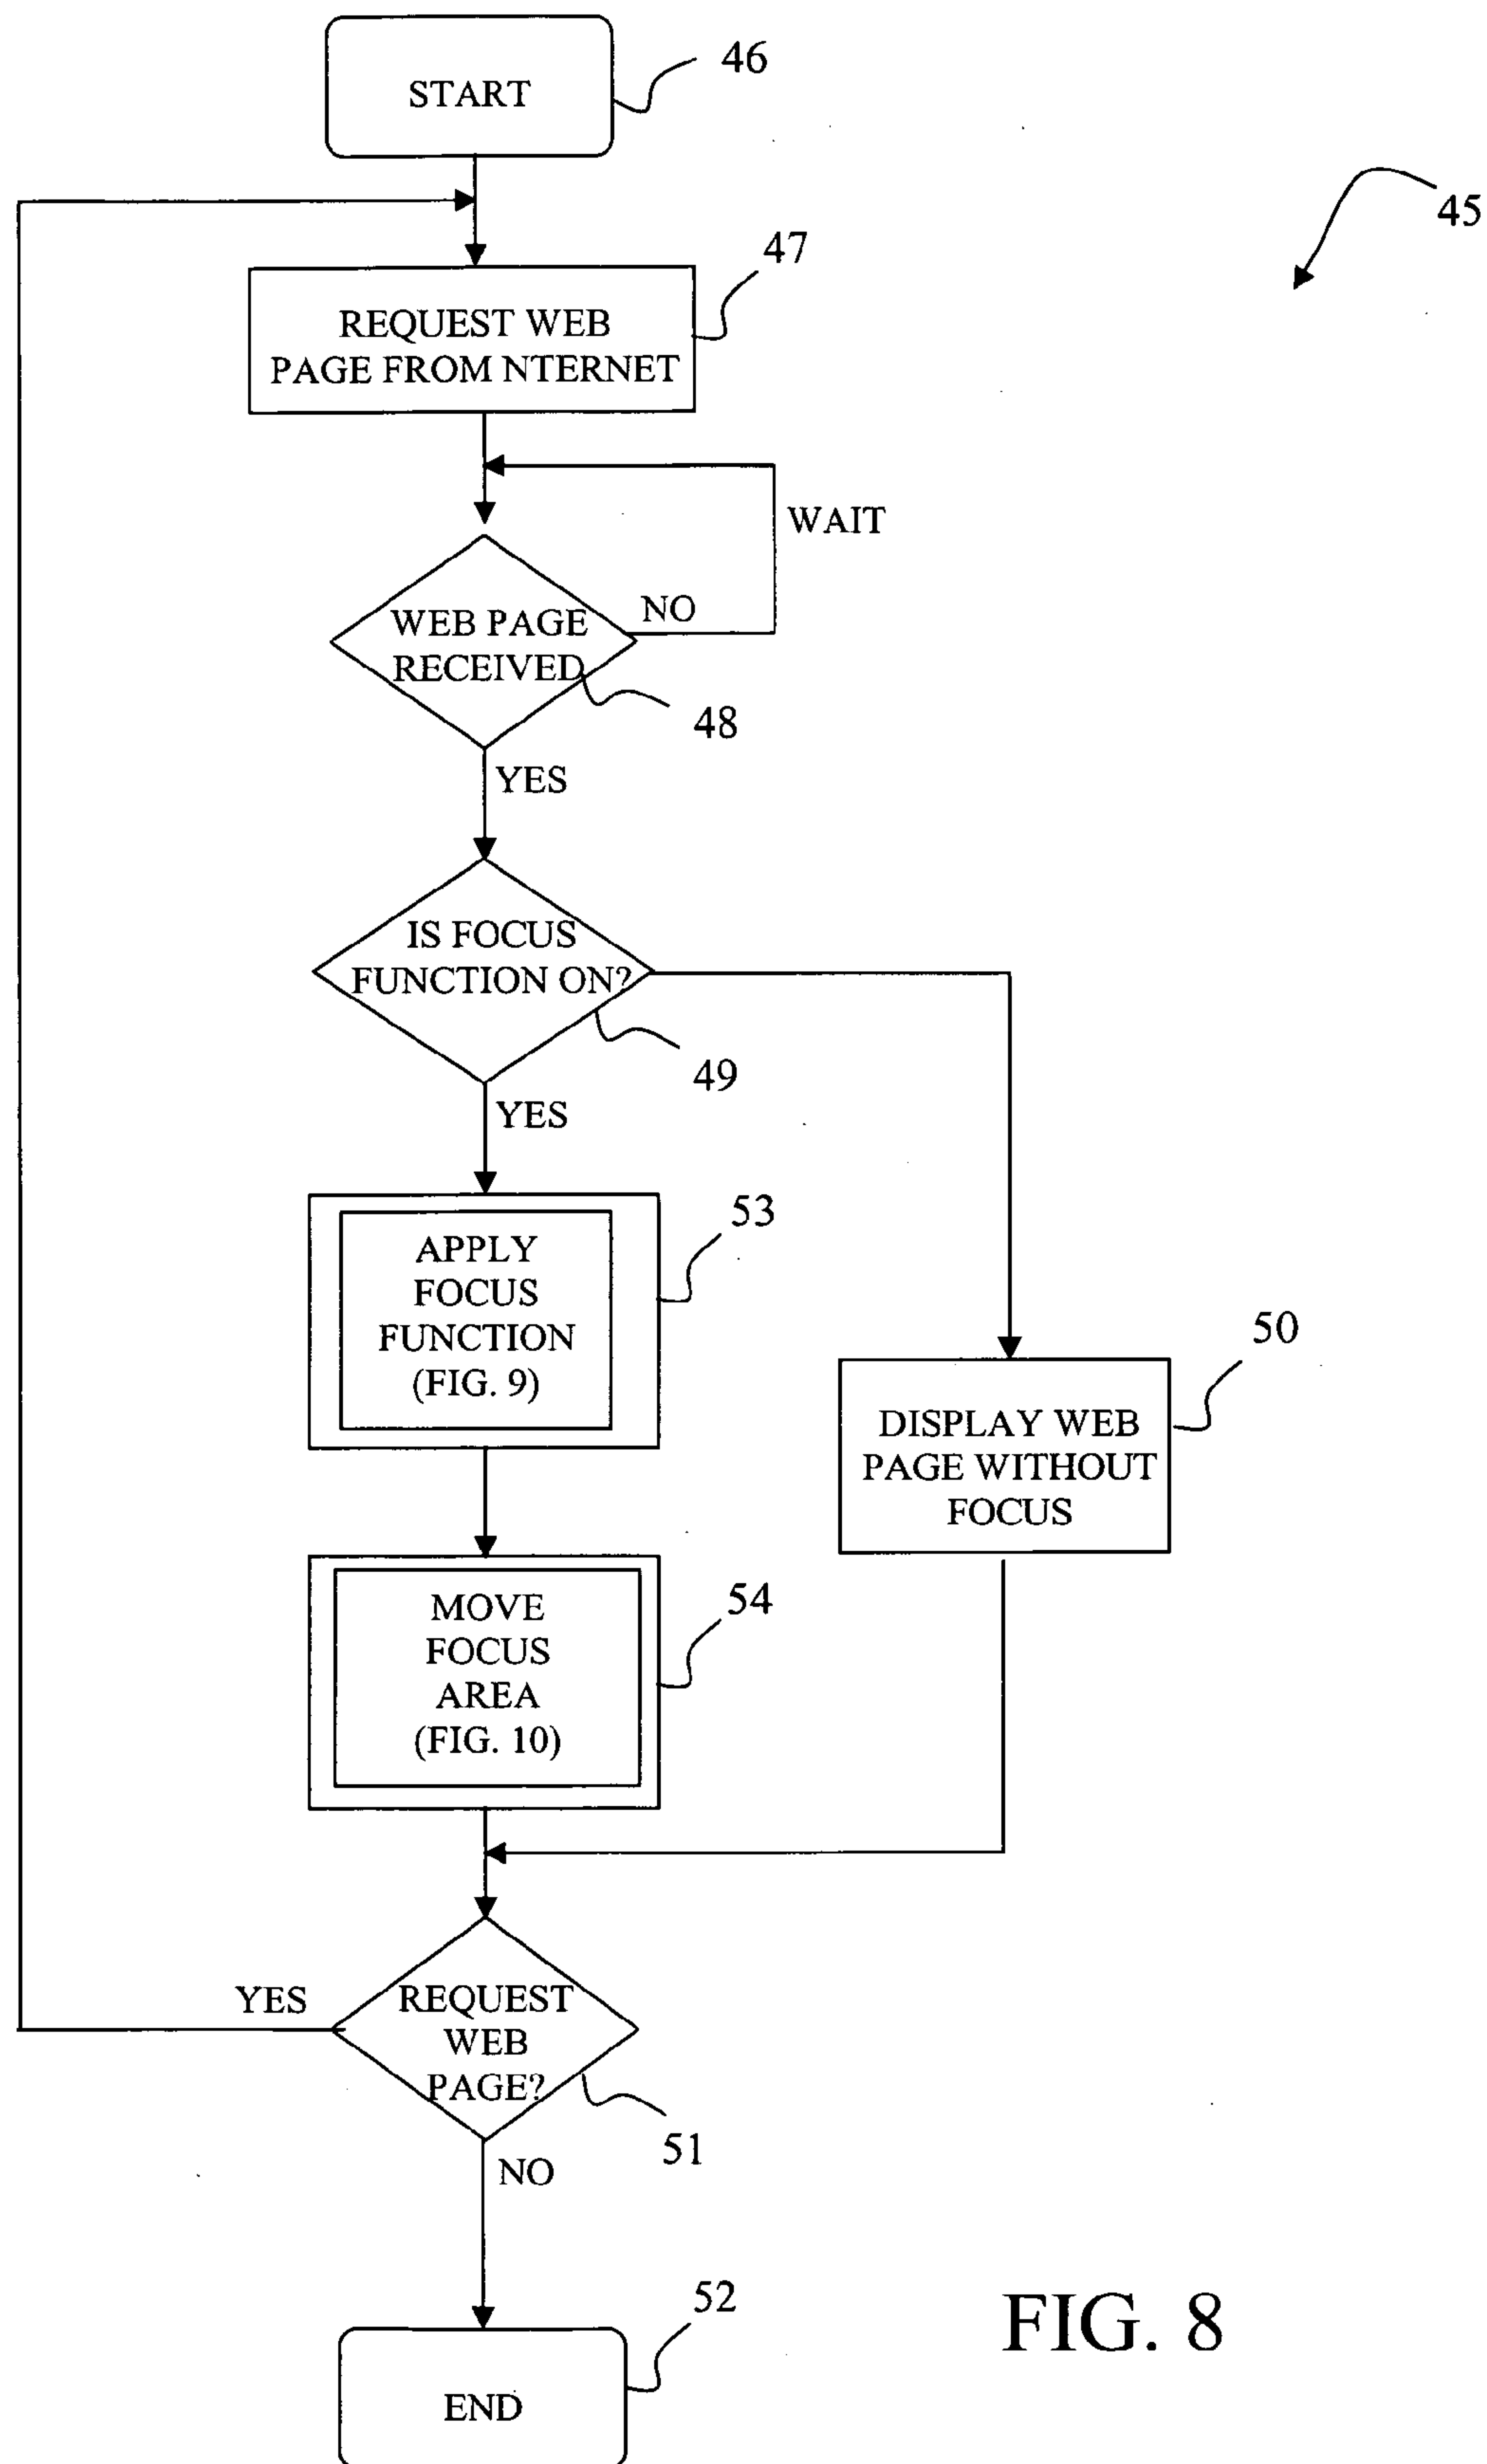 START
46
45
47
REQUEST WEB
PAGE FROM NTERNET
WAIT
NO
WEB PAGE
RECEIVED
48
YES
IS FOCUS
FUNCTION ON?
49
YES
53
APPLY
FOCUS
FUNCTION
(FIG. 9)
50
DISPLAY WEB
PAGE WITHOUT
FOCUS
54
MOVE
FOCUS
AREA
(FIG. 10)
YES
REQUEST
WEB
PAGE?
51
NO
52
END
FIG. 8